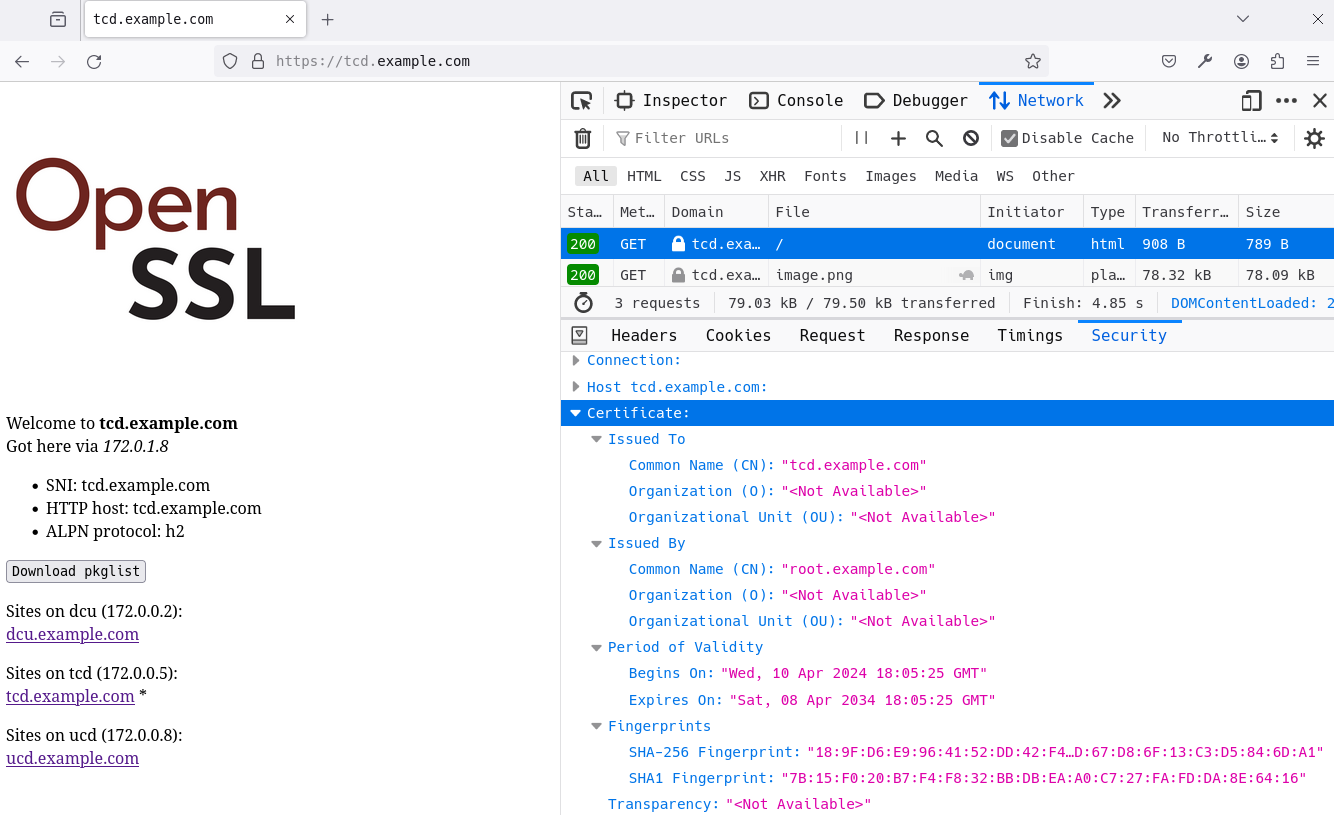 tcd.example.com
https://tcd.example.com
Inspector Console Debugger Network
Filter URLs Disable Cache No Throttli…
All HTML CSS JS XHR Fonts Images Media WS Other
Sta… Met… Domain File Initiator Type Transferr… Size
200 GET tcd.exa… / document html 908 B 789 B
200 GET tcd.exa… image.png img pla… 78.32 kB 78.09 kB
3 requests 79.03 kB / 79.50 kB transferred Finish: 4.85 s DOMContentLoaded: 2
Headers Cookies Request Response Timings Security
Connection:
Host tcd.example.com:
Certificate:
Issued To
Common Name (CN): "tcd.example.com"
Organization (O): "<Not Available>"
Organizational Unit (OU): "<Not Available>"
Issued By
Common Name (CN): "root.example.com"
Organization (O): "<Not Available>"
Organizational Unit (OU): "<Not Available>"
Period of Validity
Begins On: "Wed, 10 Apr 2024 18:05:25 GMT"
Expires On: "Sat, 08 Apr 2034 18:05:25 GMT"
Fingerprints
SHA-256 Fingerprint: "18:9F:D6:E9:96:41:52:DD:42:F4…D:67:D8:6F:13:C3:D5:84:6D:A1"
SHA1 Fingerprint: "7B:15:F0:20:B7:F4:F8:32:BB:DB:EA:A0:C7:27:FA:FD:DA:8E:64:16"
Transparency: "<Not Available>"
Open
SSL
Welcome to tcd.example.com
Got here via 172.0.1.8
• SNI: tcd.example.com
• HTTP host: tcd.example.com
• ALPN protocol: h2
Download pkglist
Sites on dcu (172.0.0.2):
dcu.example.com
Sites on tcd (172.0.0.5):
tcd.example.com *
Sites on ucd (172.0.0.8):
ucd.example.com